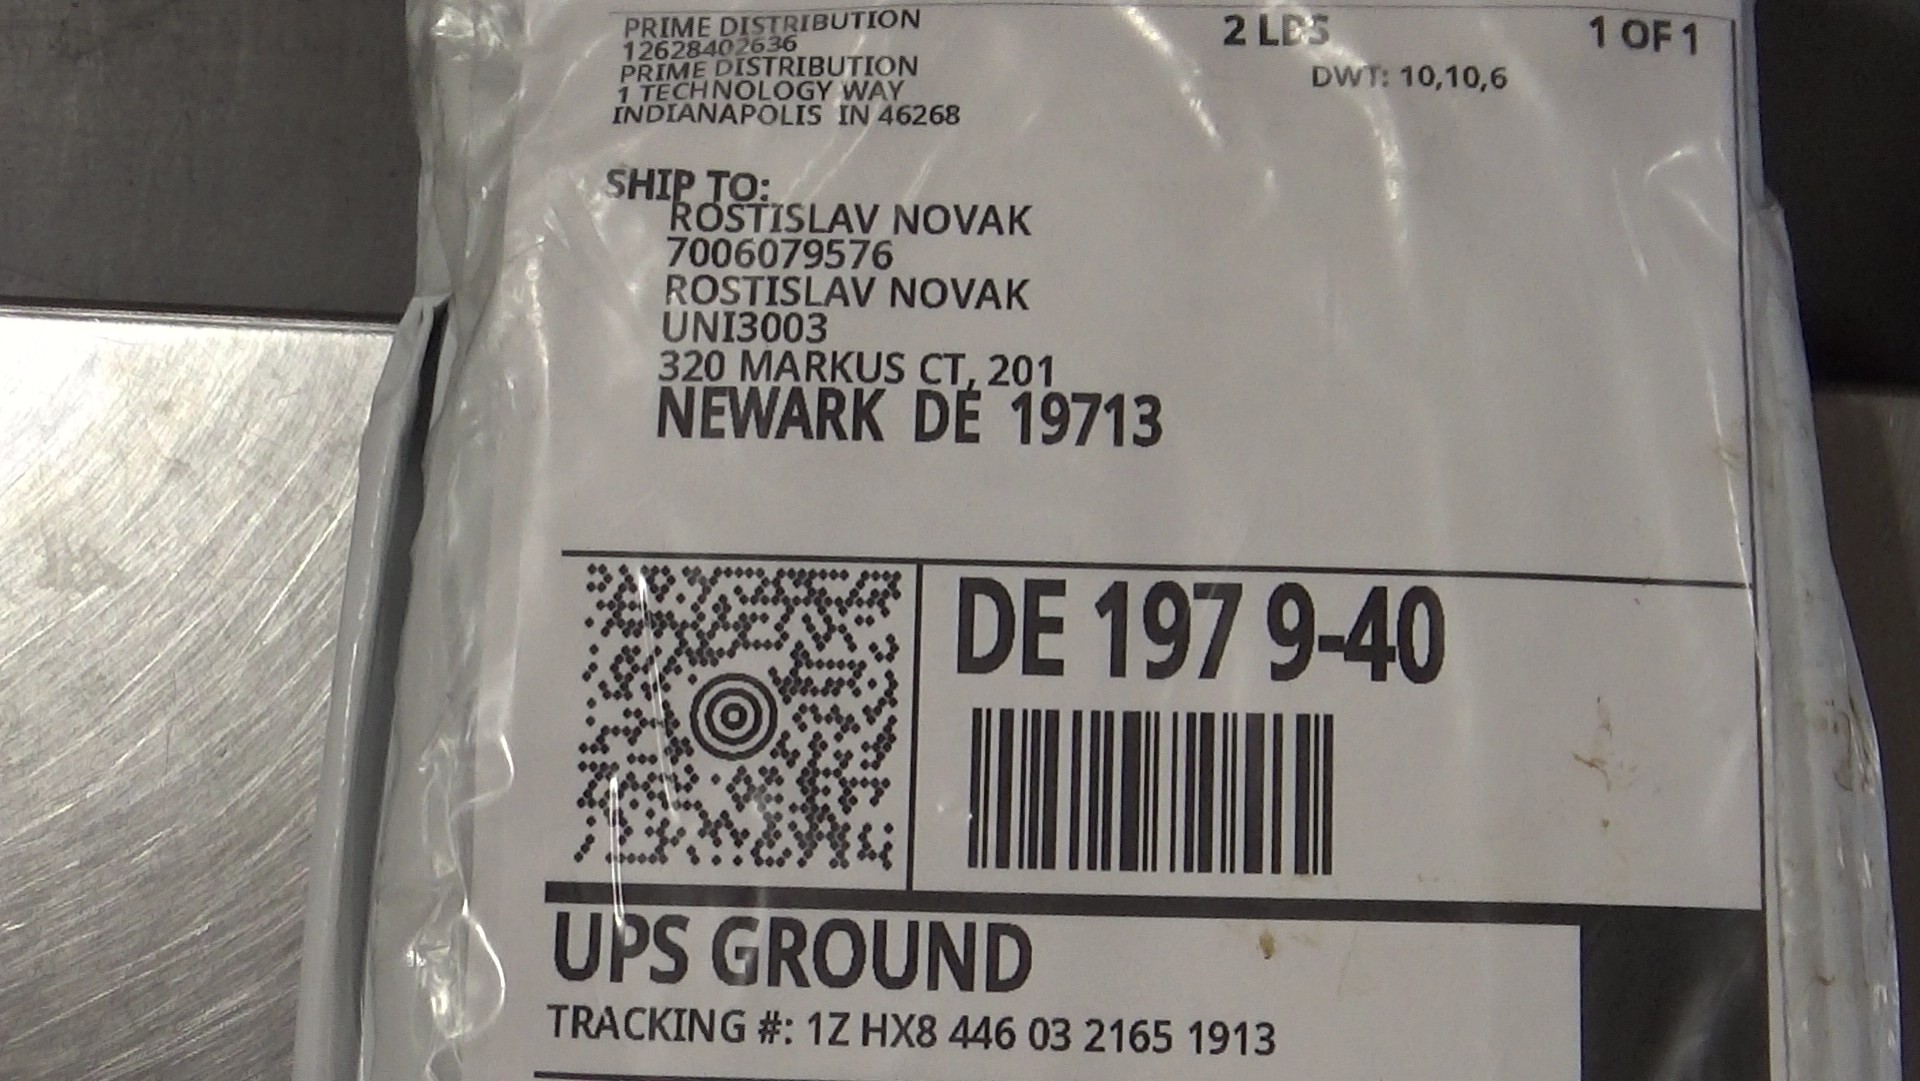 PRIME DISTRIBUTION
12628402636
PRIME DISTRIBUTION
1 TECHNOLOGY WAY
INDIANAPOLIS IN 46268
2 LBS
1 OF 1
DWT: 10,10,6
SHIP TO:
ROSTISLAV NOVAK
7006079576
ROSTISLAV NOVAK
UNI3003
320 MARKUS CT, 201
NEWARK DE 19713
DE 197 9-40
UPS GROUND
TRACKING #: 1Z HX8 446 03 2165 1913